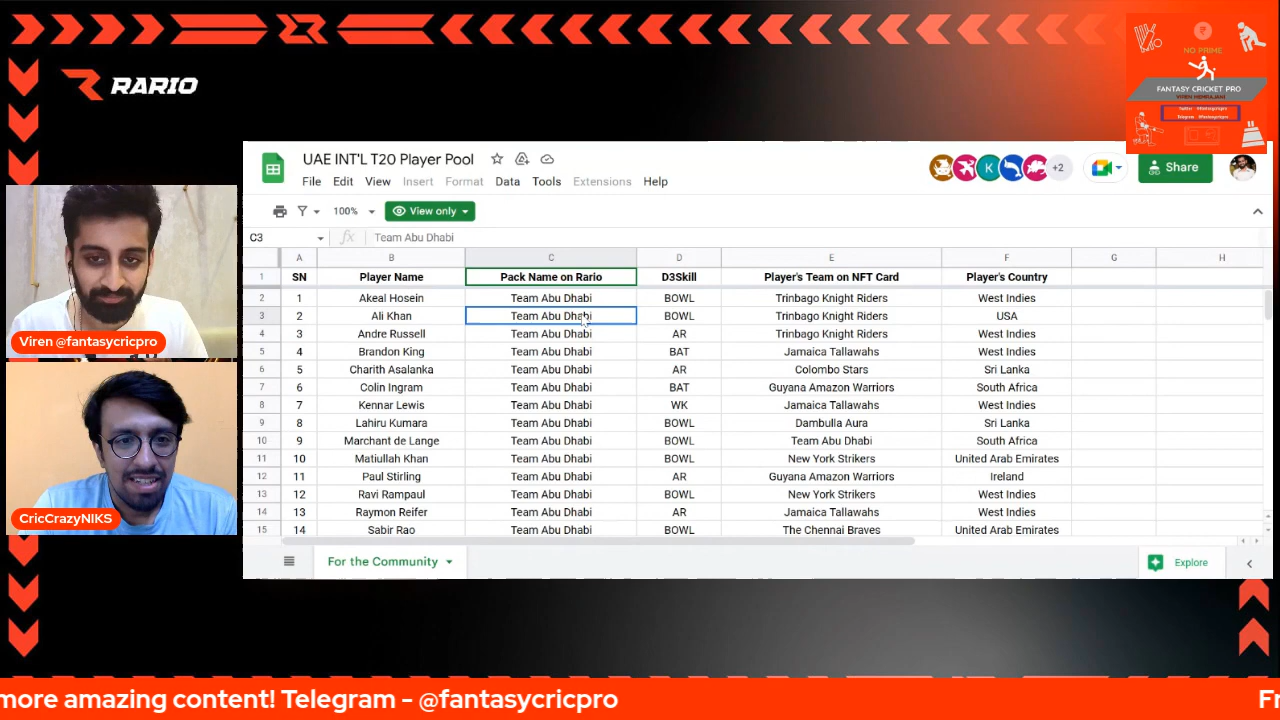 RARIO
NO PRIME
FANTASY CRICKET PRO
VIREN HEMRAJANI
UAE INT'L T20 Player Pool
+2
Share
File Edit View Insert Format Data Tools Extensions Help
100% View only
C3 fx Team Abu Dhabi
A B C D E F G H
1 SN Player Name Pack Name on Rario D3Skill Player's Team on NFT Card Player's Country
2 1 Akeal Hosein Team Abu Dhabi BOWL Trinbago Knight Riders West Indies
3 2 Ali Khan Team Abu Dhabi BOWL Trinbago Knight Riders USA
4 3 Andre Russell Team Abu Dhabi AR Trinbago Knight Riders West Indies
5 4 Brandon King Team Abu Dhabi BAT Jamaica Tallawahs West Indies
6 5 Charith Asalanka Team Abu Dhabi AR Colombo Stars Sri Lanka
7 6 Colin Ingram Team Abu Dhabi BAT Guyana Amazon Warriors South Africa
8 7 Kennar Lewis Team Abu Dhabi WK Jamaica Tallawahs West Indies
9 8 Lahiru Kumara Team Abu Dhabi BOWL Dambulla Aura Sri Lanka
10 9 Marchant de Lange Team Abu Dhabi BOWL Team Abu Dhabi South Africa
11 10 Matiullah Khan Team Abu Dhabi BOWL New York Strikers United Arab Emirates
12 11 Paul Stirling Team Abu Dhabi AR Guyana Amazon Warriors Ireland
13 12 Ravi Rampaul Team Abu Dhabi BOWL New York Strikers West Indies
14 13 Raymon Reifer Team Abu Dhabi AR Jamaica Tallawahs West Indies
15 14 Sabir Rao Team Abu Dhabi BOWL The Chennai Braves United Arab Emirates
For the Community
Explore
Viren @fantasycricpro
CricCrazyNIKS
more amazing content! Telegram - @fantasycricpro
Fr